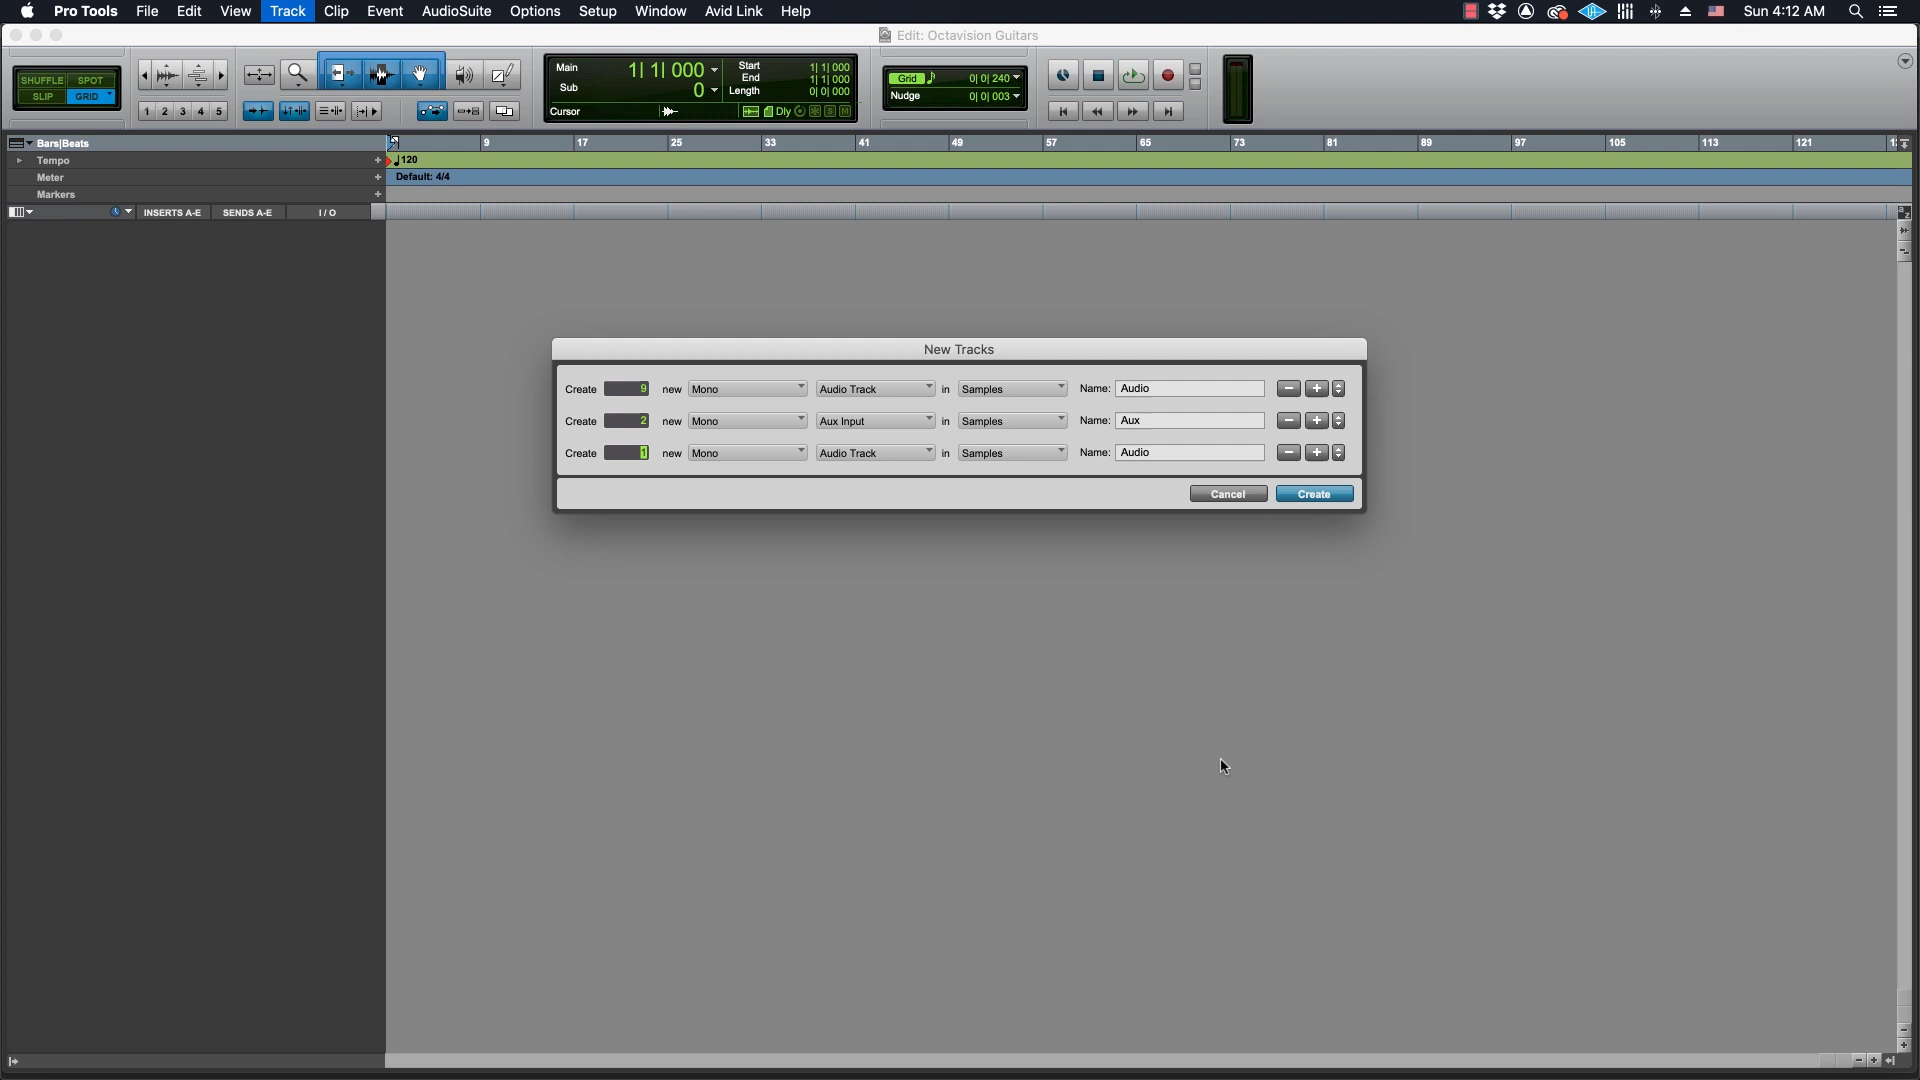 Pro Tools File Edit View Track Clip Event AudioSuite Options Setup Window Avid Link Help Sun 4:12 AM
Edit: Octavision Guitars
SHUFFLE SPOT
SLIP GRID
1 2 3 4 5
Main 1| 1| 000
Sub 0
Start 1| 1| 000
End 1| 1| 000
Length 0| 0| 000
Cursor Dly S M
Grid 0| 0| 240
Nudge 0| 0| 003
Bars|Beats 9 17 25 33 41 49 57 65 73 81 89 97 105 113 121
Tempo 120
Meter Default: 4/4
Markers
INSERTS A-E SENDS A-E I / O
New Tracks
Create 9 new Mono Audio Track in Samples Name: Audio
Create 2 new Mono Aux Input in Samples Name: Aux
Create 1 new Mono Audio Track in Samples Name: Audio
Cancel Create